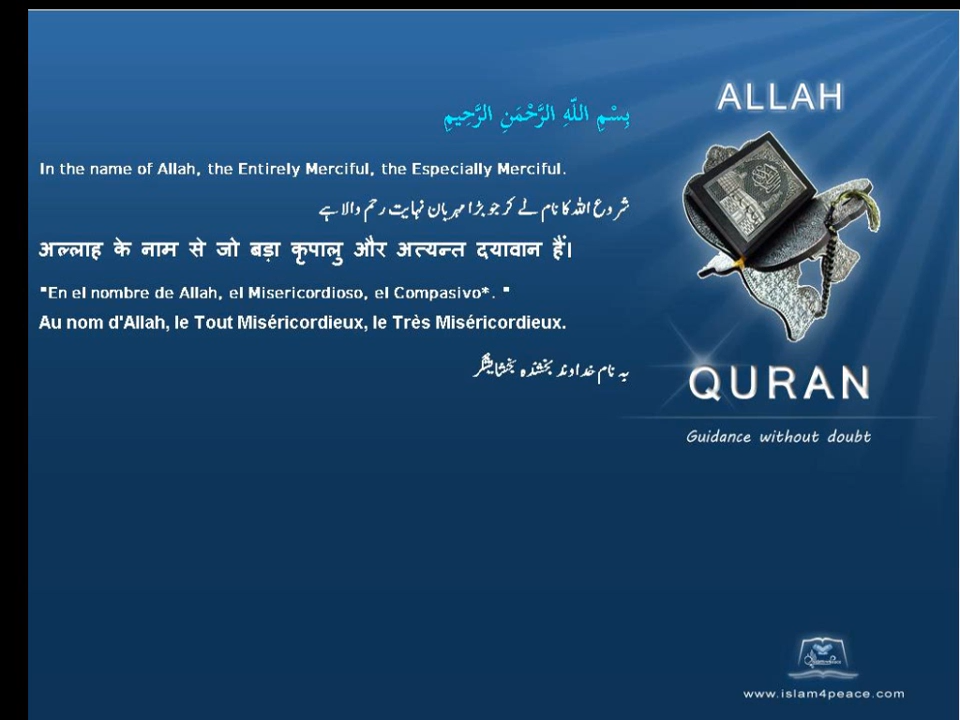 بِسْمِ اللّهِ الرَّحْمَنِ الرَّحِيمِ
In the name of Allah, the Entirely Merciful, the Especially Merciful.
شروع الله کا نام لے کر جو بڑا مہربان نہایت رحم والا ہے
अल्लाह के नाम से जो बड़ा कृपालु और अत्यन्त दयावान हैं।
"En el nombre de Allah, el Misericordioso, el Compasivo*. "
Au nom d'Allah, le Tout Miséricordieux, le Très Miséricordieux.
به نام خداوند بخشنده بخشایشگر
ALLAH
QURAN
Guidance without doubt
www.islam4peace.com